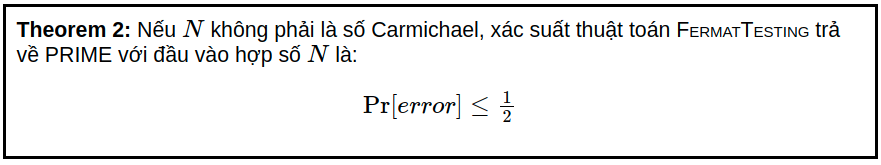 Theorem 2: Nếu N không phải là số Carmichael, xác suất thuật toán FERMATTESTING trả
về PRIME với đầu vào hợp số N là:
Pr[error] ≤ 1/2